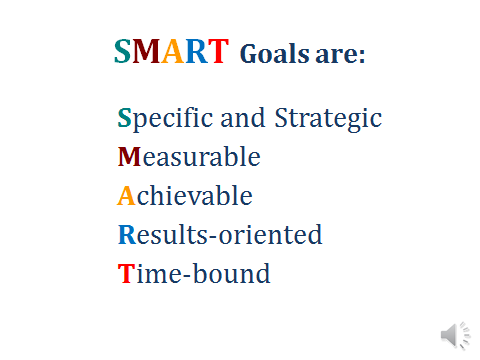 SMART Goals are:
Specific and Strategic
Measurable
Achievable
Results-oriented
Time-bound